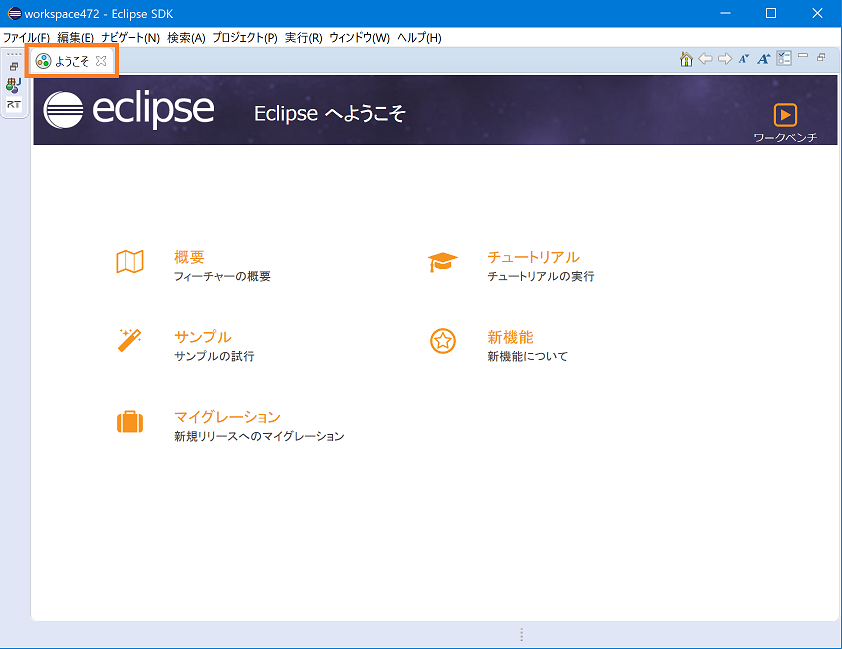 workspace472 - Eclipse SDK
ファイル(F) 編集(E) ナビゲート(N) 検索(A) プロジェクト(P) 実行(R) ウィンドウ(W) ヘルプ(H)
ようこそ
J
RT
A A
eclipse Eclipse へようこそ
ワークベンチ
概要
フィーチャーの概要
チュートリアル
チュートリアルの実行
サンプル
サンプルの試行
新機能
新機能について
マイグレーション
新規リリースへのマイグレーション